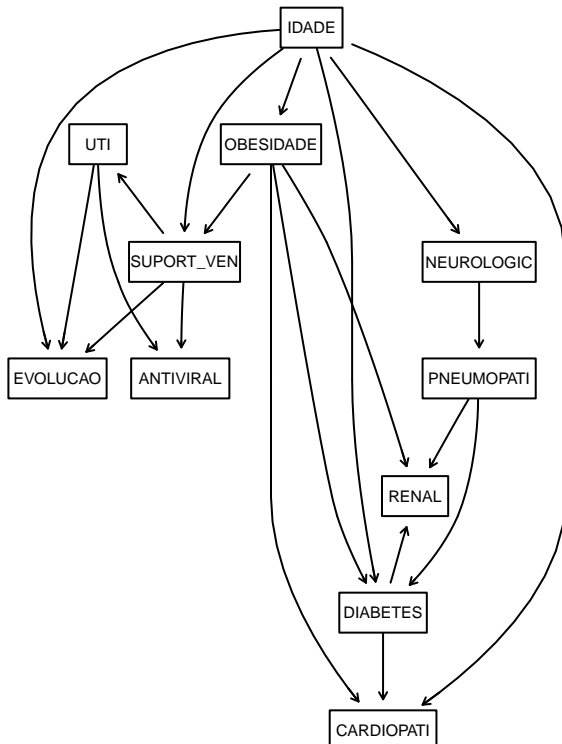 IDADE
UTI
OBESIDADE
SUPORT_VEN
NEUROLOGIC
EVOLUCAO
ANTIVIRAL
PNEUMOPATI
RENAL
DIABETES
CARDIOPATI